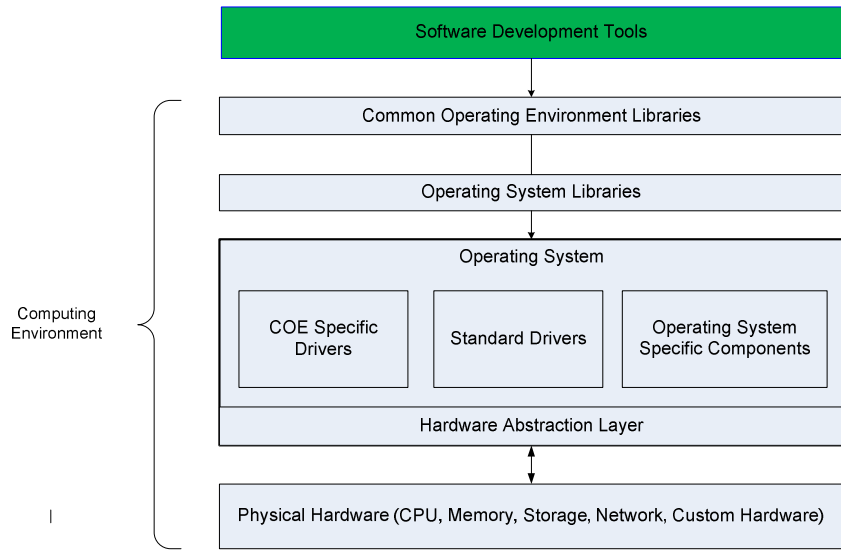 Software Development Tools
Common Operating Environment Libraries
Operating System Libraries
Operating System
COE Specific
Drivers
Standard Drivers
Operating System
Specific Components
Hardware Abstraction Layer
Physical Hardware (CPU, Memory, Storage, Network, Custom Hardware)
Computing
Environment
|